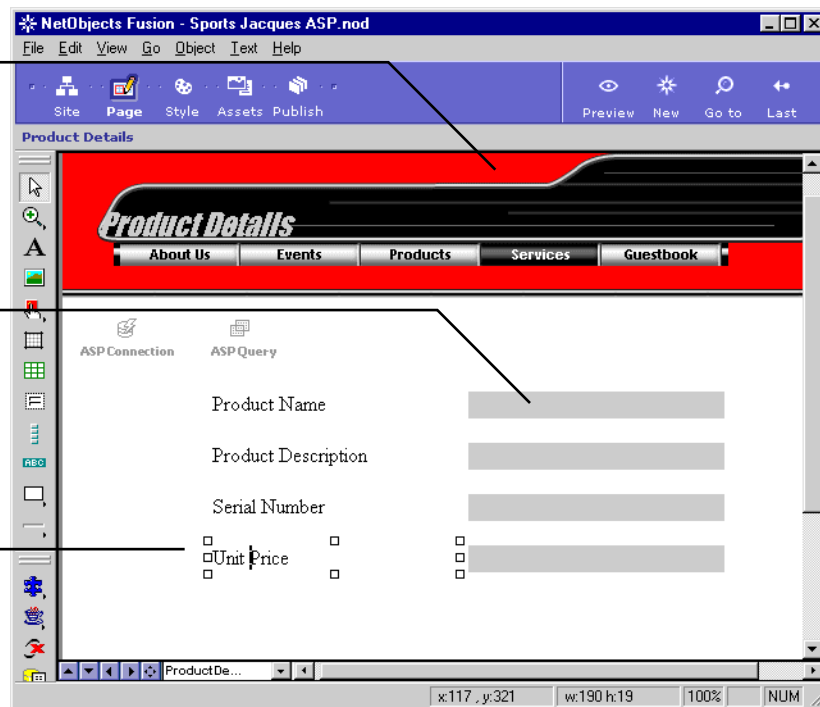 NetObjects Fusion - Sports Jacques ASP.nod
File Edit View Go Object Text Help
Site Page Style Assets Publish Preview New Go to Last
Product Details
Product Details
About Us Events Products Services Guestbook
ASP Connection ASP Query
A
Product Name
Product Description
ABC
Serial Number
Unit Price
ProductDe...
x:117 , y:321 w:190 h:19 100% NUM